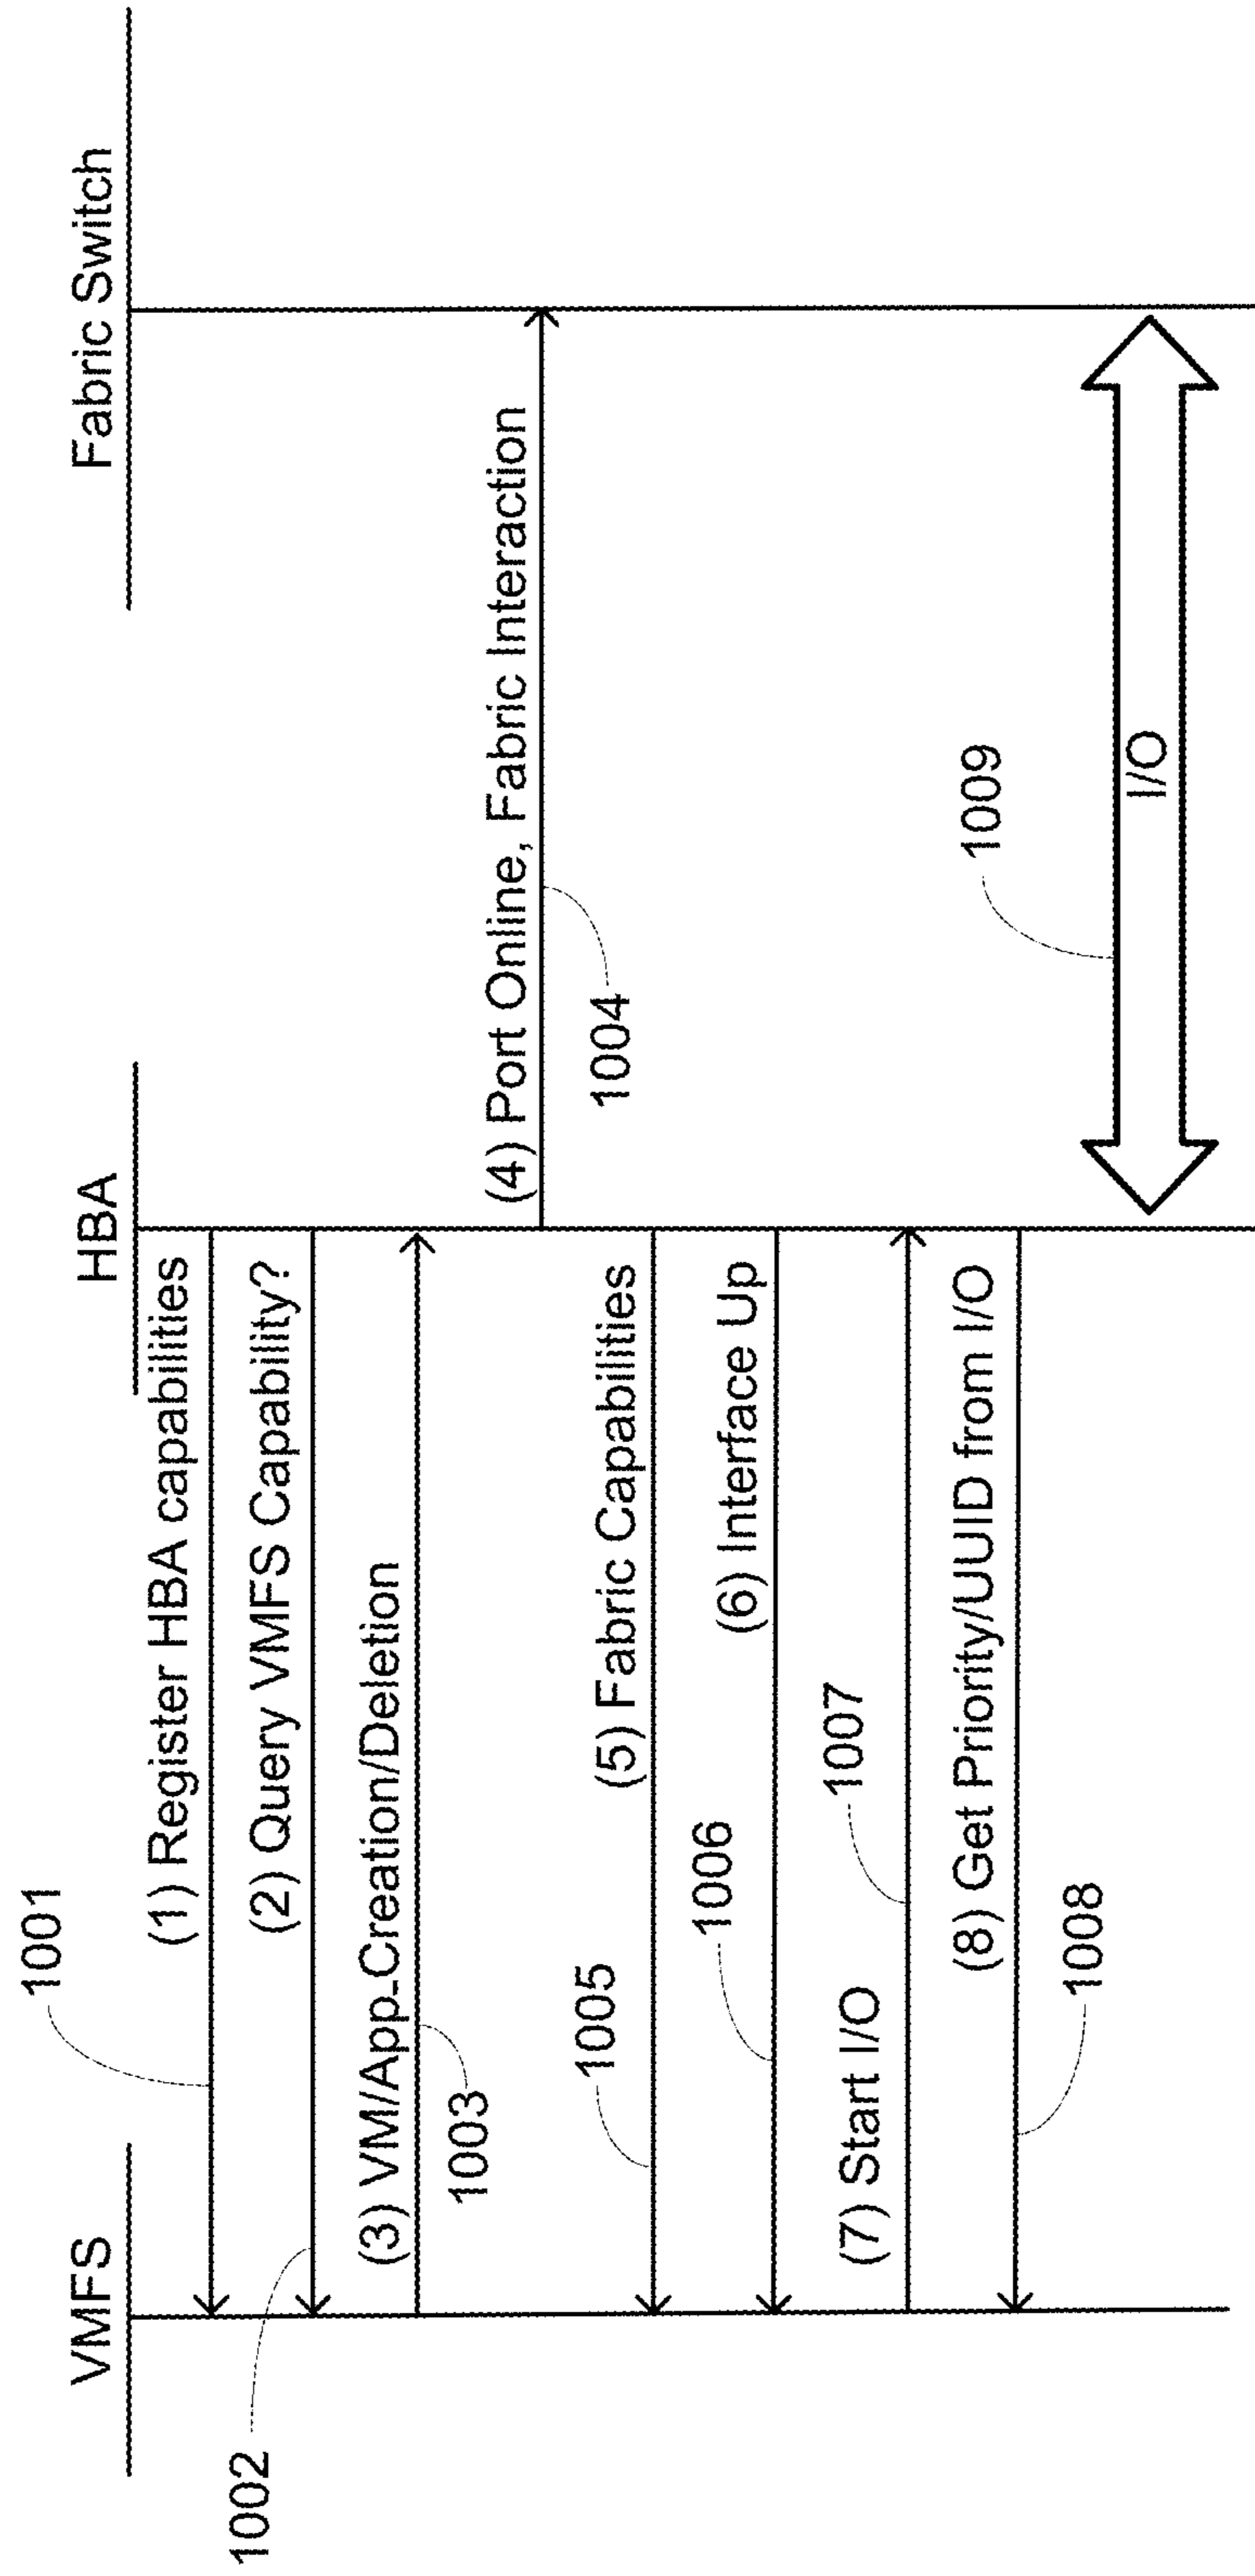 VMFS
HBA
Fabric Switch
1001
(1) Register HBA capabilities
1002
(2) Query VMFS Capability?
(3) VM/App_Creation/Deletion
1003
(4) Port Online, Fabric Interaction
1004
1005
(5) Fabric Capabilities
1006
(6) Interface Up
1007
(7) Start I/O
(8) Get Priority/UUID from I/O
1008
1009
I/O